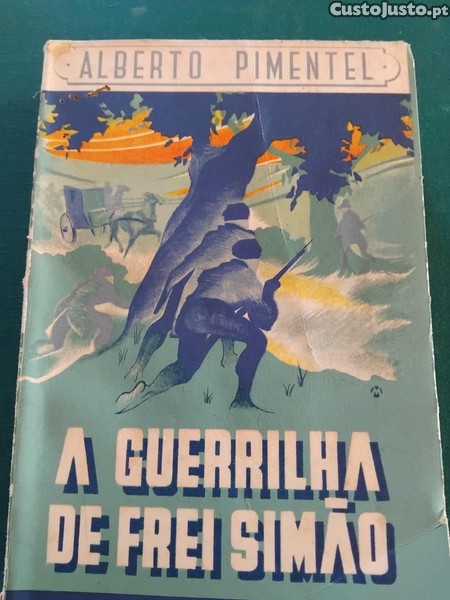 CustoJusto.pt
ALBERTO PIMENTEL
A GUERRILHA
DE FREI SIMÃO